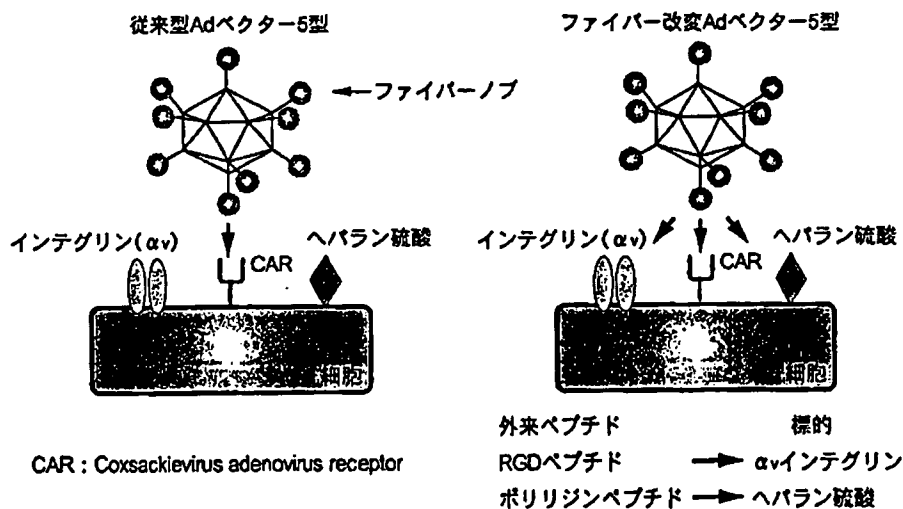 従来型Adベクター5型
ファイバーノブ
インテグリン(αv)
CAR
ヘパラン硫酸
細胞
CAR : Coxsackievirus adenovirus receptor
ファイバー改変Adベクター5型
インテグリン(αv)
CAR
ヘパラン硫酸
細胞
外来ペプチド 標的
RGDペプチド → αvインテグリン
ポリリジンペプチド → ヘパラン硫酸